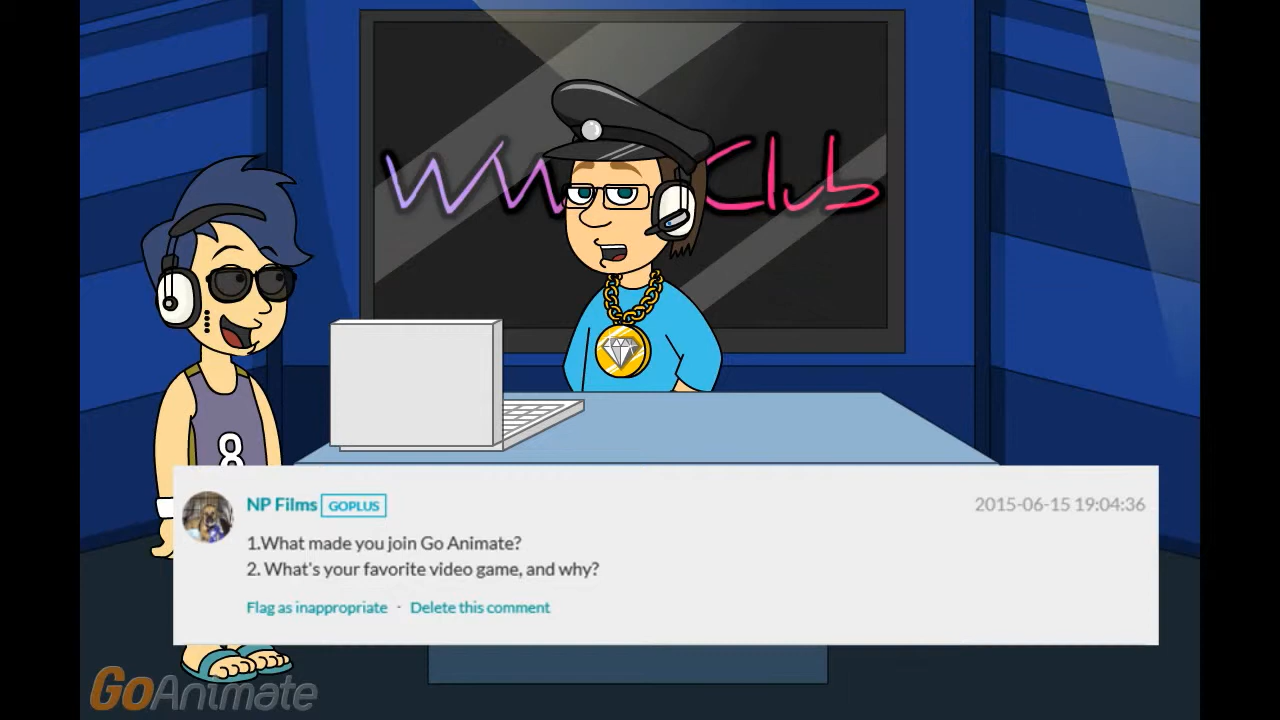 Club
8
NP Films GOPLUS 2015-06-15 19:04:36
1.What made you join Go Animate?
2. What's your favorite video game, and why?
Flag as inappropriate · Delete this comment
GoAnimate